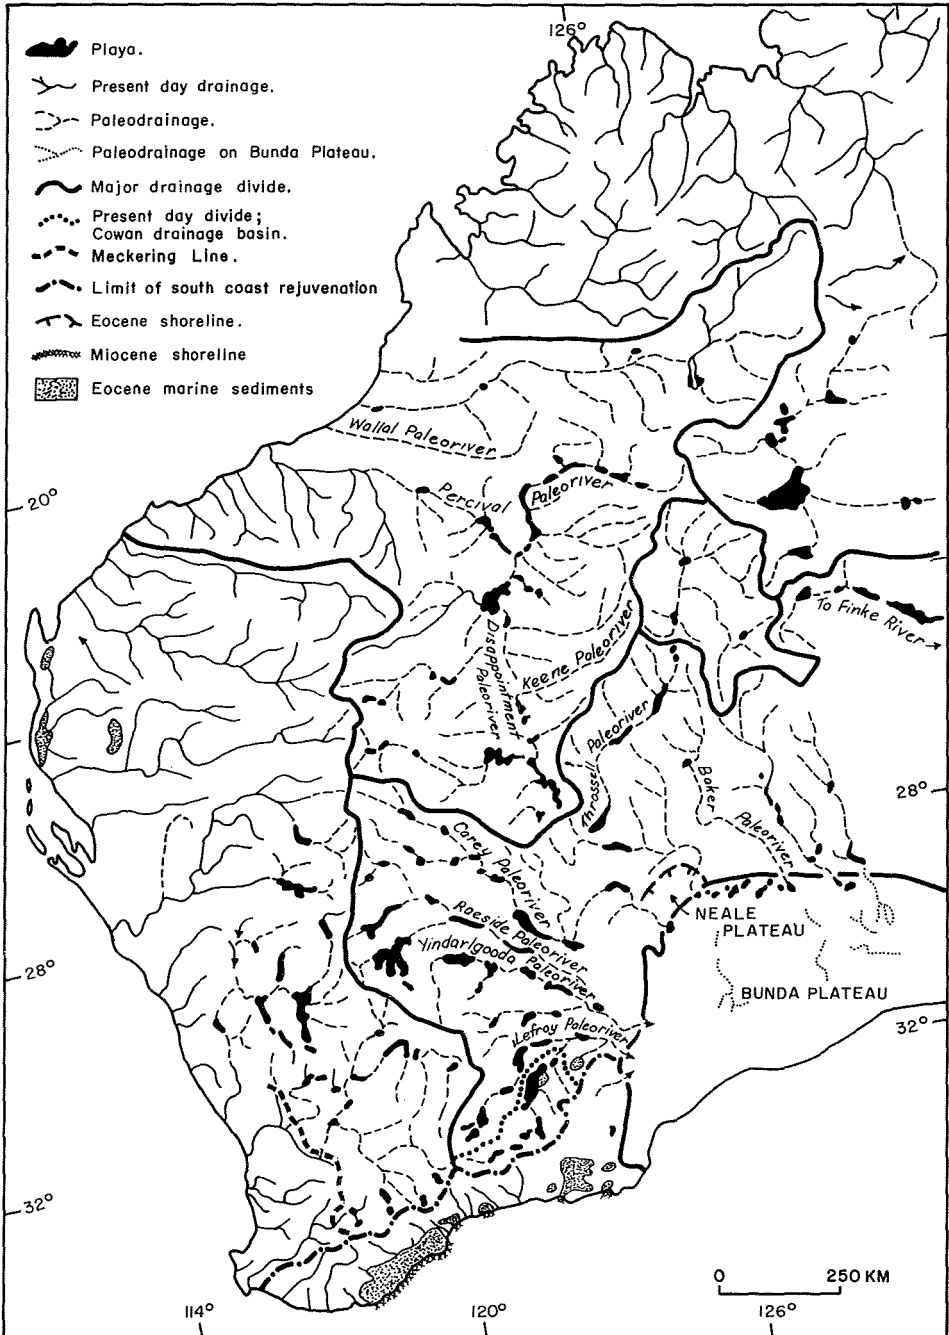 126°
Playa.
Present day drainage.
Paleodrainage.
Paleodrainage on Bunda Plateau.
Major drainage divide.
Present day divide;
Cowan drainage basin.
Meckering Line.
Limit of south coast rejuvenation
Eocene shoreline.
Miocene shoreline
Eocene marine sediments
Wallal Paleoriver
20°
Percival Paleoriver
To Finke River
Disappointment
Paleoriver
Keene Paleoriver
Throssell Paleoriver
Baker Paleoriver
28°
Carey Paleoriver
Raeside Paleoriver
Yindarlgooda Paleoriver
NEALE
PLATEAU
28°
BUNDA PLATEAU
32°
Lefroy Paleoriver
32°
0 250 KM
114°
120°
126°